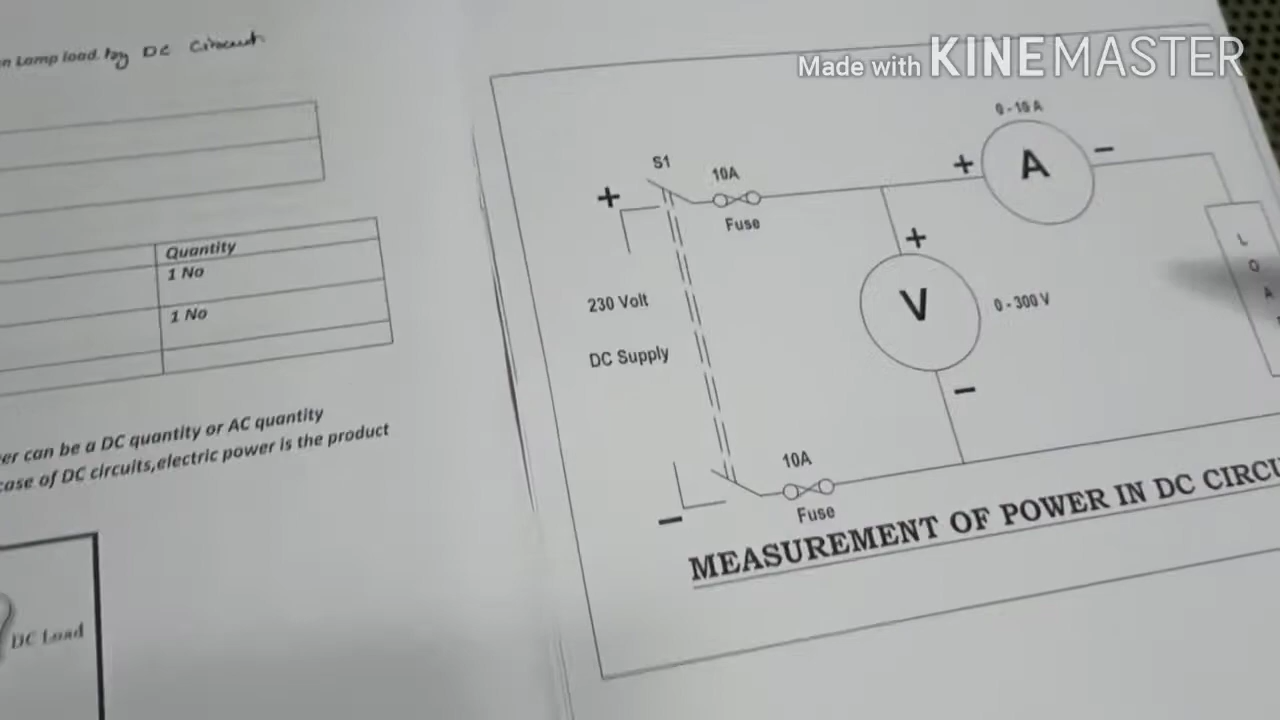 Made with KINEMASTER
n Lamp load by DC Circuit
Quantity
1 No
1 No
er can be a DC quantity or AC quantity
case of DC circuits,electric power is the product
DC Load
0 - 10 A
S1
10A
+
+
A
−
Fuse
+
V
0 - 300 V
230 Volt
DC Supply
L
O
A
−
10A
−
Fuse
MEASUREMENT OF POWER IN DC CIRCU